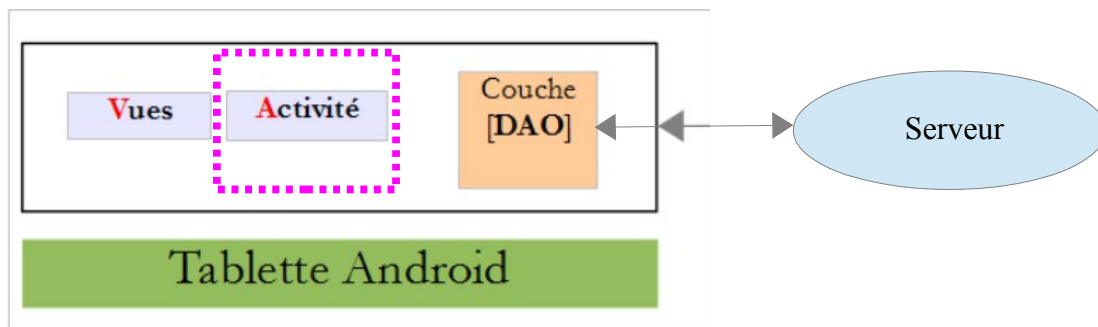 Vues
Activité
Couche
[DAO]
Serveur
Tablette Android